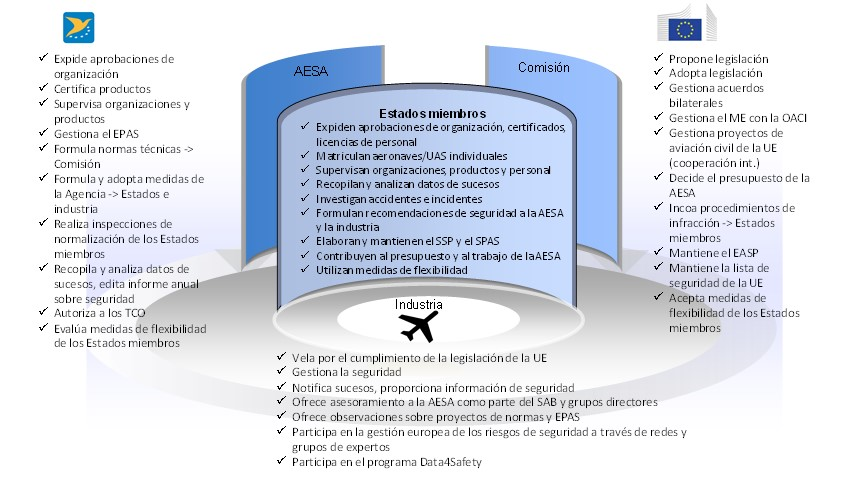 ✓ Expide aprobaciones de
organización
✓ Certifica productos
✓ Supervisa organizaciones y
productos
✓ Gestiona el EPAS
✓ Formula normas técnicas ->
Comisión
✓ Formula y adopta medidas de
la Agencia -> Estados e
industria
✓ Realiza inspecciones de
normalización de los Estados
miembros
✓ Recopila y analiza datos de
sucesos, edita informe anual
sobre seguridad
✓ Autoriza a los TCO
✓ Evalúa medidas de flexibilidad
de los Estados miembros
AESA
Comisión
Estados miembros
✓ Expiden aprobaciones de organización, certificados,
licencias de personal
✓ Matriculan aeronaves/UAS individuales
✓ Supervisan organizaciones, productos y personal
✓ Recopilan y analizan datos de sucesos
✓ Investigan accidentes e incidentes
✓ Formulan recomendaciones de seguridad a la AESA
y la industria
✓ Elaboran y mantienen el SSP y el SPAS
✓ Contribuyen al presupuesto y al trabajo de la AESA
✓ Utilizan medidas de flexibilidad
✓ Propone legislación
✓ Adopta legislación
✓ Gestiona acuerdos
bilaterales
✓ Gestiona el ME con la OACI
✓ Gestiona proyectos de
aviación civil de la UE
(cooperación int.)
✓ Decide el presupuesto de la
AESA
✓ Incoa procedimientos de
infracción -> Estados
miembros
✓ Mantiene el EASP
✓ Mantiene la lista de
seguridad de la UE
✓ Acepta medidas de
flexibilidad de los Estados
miembros
Industria
✓ Vela por el cumplimiento de la legislación de la UE
✓ Gestiona la seguridad
✓ Notifica sucesos, proporciona información de seguridad
✓ Ofrece asesoramiento a la AESA como parte del SAB y grupos directores
✓ Ofrece observaciones sobre proyectos de normas y EPAS
✓ Participa en la gestión europea de los riesgos de seguridad a través de redes y
grupos de expertos
✓ Participa en el programa Data4Safety